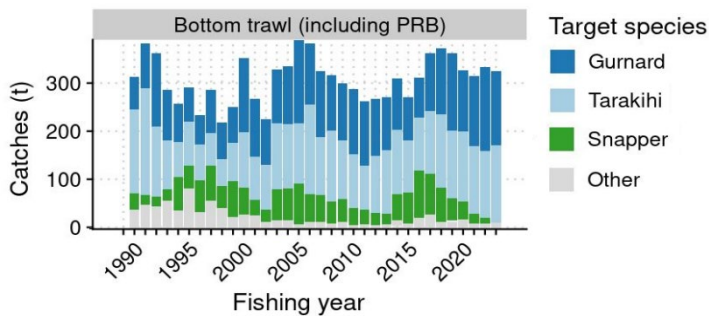 Bottom trawl (including PRB)
Target species
Gurnard
Tarakihi
Snapper
Other
Catches (t)
300
200
100
0
1990
1995
2000
2005
2010
2015
2020
Fishing year